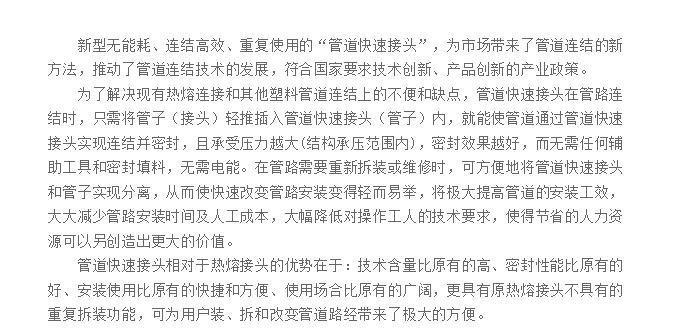 新型无能耗、连结高效、重复使用的“管道快速接头”，为市场带来了管道连结的新
方法，推动了管道连结技术的发展，符合国家要求技术创新、产品创新的产业政策。
为了解决现有热熔连接和其他塑料管道连结上的不便和缺点，管道快速接头在管路连
结时，只需将管子（接头）轻推插入管道快速接头（管子）内，就能使管道通过管道快速
接头实现连结并密封，且承受压力越大(结构承压范围内)，密封效果越好，而无需任何辅
助工具和密封填料，无需电能。在管路需要重新拆装或维修时，可方便地将管道快速接头
和管子实现分离，从而使快速改变管路安装变得轻而易举，将极大提高管道的安装工效，
大大减少管路安装时间及人工成本，大幅降低对操作工人的技术要求，使得节省的人力资
源可以另创造出更大的价值。
管道快速接头相对于热熔接头的优势在于：技术含量比原有的高、密封性能比原有的
好、安装使用比原有的快捷和方便、使用场合比原有的广阔，更具有原热熔接头不具有的
重复拆装功能，可为用户装、拆和改变管道路经带来了极大的方便。